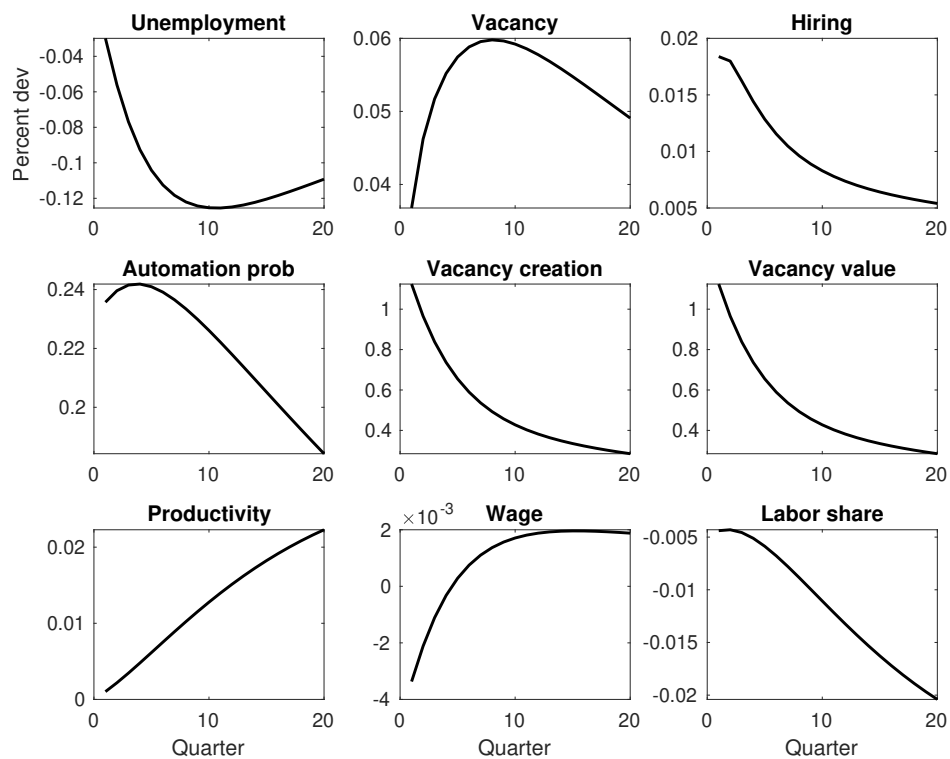 Unemployment
Percent dev
-0.04
-0.06
-0.08
-0.1
-0.12
0 10 20
Vacancy
0.06
0.05
0.04
0 10 20
Hiring
0.02
0.015
0.01
0.005
0 10 20
Automation prob
0.24
0.22
0.2
0 10 20
Vacancy creation
1
0.8
0.6
0.4
0 10 20
Vacancy value
1
0.8
0.6
0.4
0 10 20
Productivity
0.02
0.01
0
0 10 20
Quarter
Wage
×10-3
2
0
-2
-4
0 10 20
Quarter
Labor share
-0.005
-0.01
-0.015
-0.02
0 10 20
Quarter